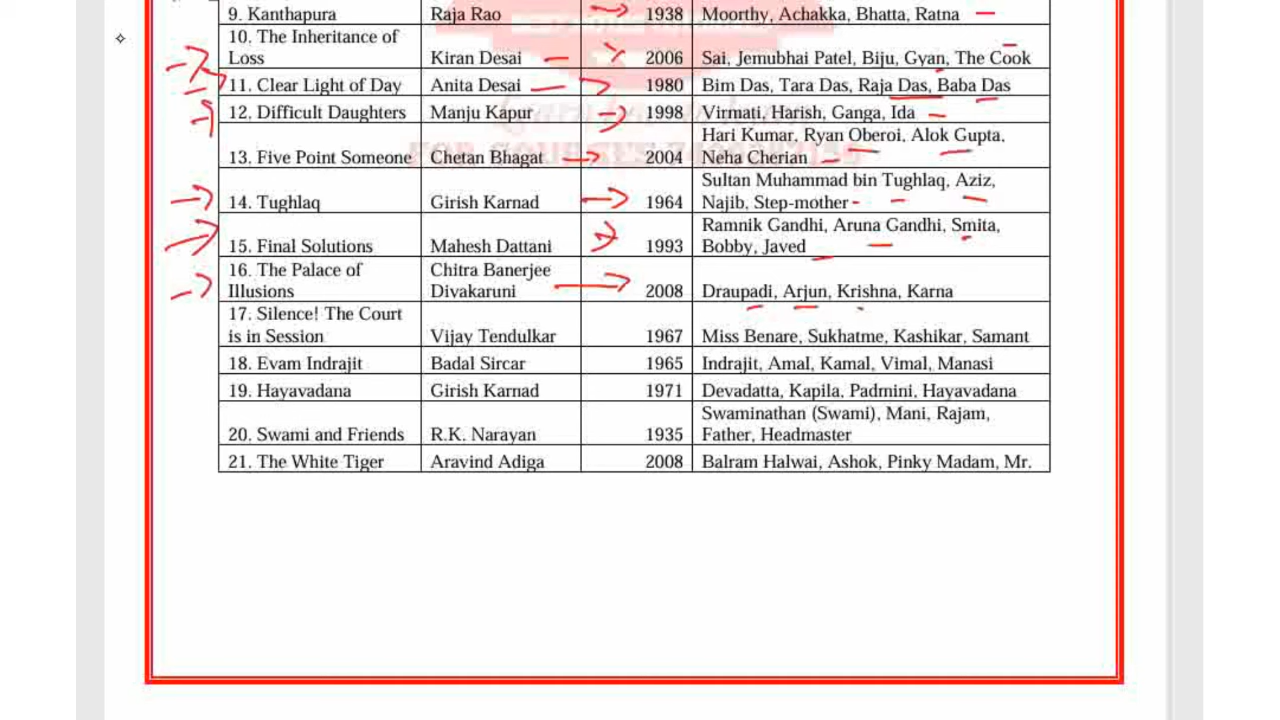 9. Kanthapura Raja Rao 1938 Moorthy, Achakka, Bhatta, Ratna
10. The Inheritance of
Loss Kiran Desai 2006 Sai, Jemubhai Patel, Biju, Gyan, The Cook
11. Clear Light of Day Anita Desai 1980 Bim Das, Tara Das, Raja Das, Baba Das
12. Difficult Daughters Manju Kapur 1998 Virmati, Harish, Ganga, Ida
Hari Kumar, Ryan Oberoi, Alok Gupta,
13. Five Point Someone Chetan Bhagat 2004 Neha Cherian
Sultan Muhammad bin Tughlaq, Aziz,
14. Tughlaq Girish Karnad 1964 Najib, Step-mother
Ramnik Gandhi, Aruna Gandhi, Smita,
15. Final Solutions Mahesh Dattani 1993 Bobby, Javed
16. The Palace of Chitra Banerjee
Illusions Divakaruni 2008 Draupadi, Arjun, Krishna, Karna
17. Silence! The Court
is in Session Vijay Tendulkar 1967 Miss Benare, Sukhatme, Kashikar, Samant
18. Evam Indrajit Badal Sircar 1965 Indrajit, Amal, Kamal, Vimal, Manasi
19. Hayavadana Girish Karnad 1971 Devadatta, Kapila, Padmini, Hayavadana
Swaminathan (Swami), Mani, Rajam,
20. Swami and Friends R.K. Narayan 1935 Father, Headmaster
21. The White Tiger Aravind Adiga 2008 Balram Halwai, Ashok, Pinky Madam, Mr.